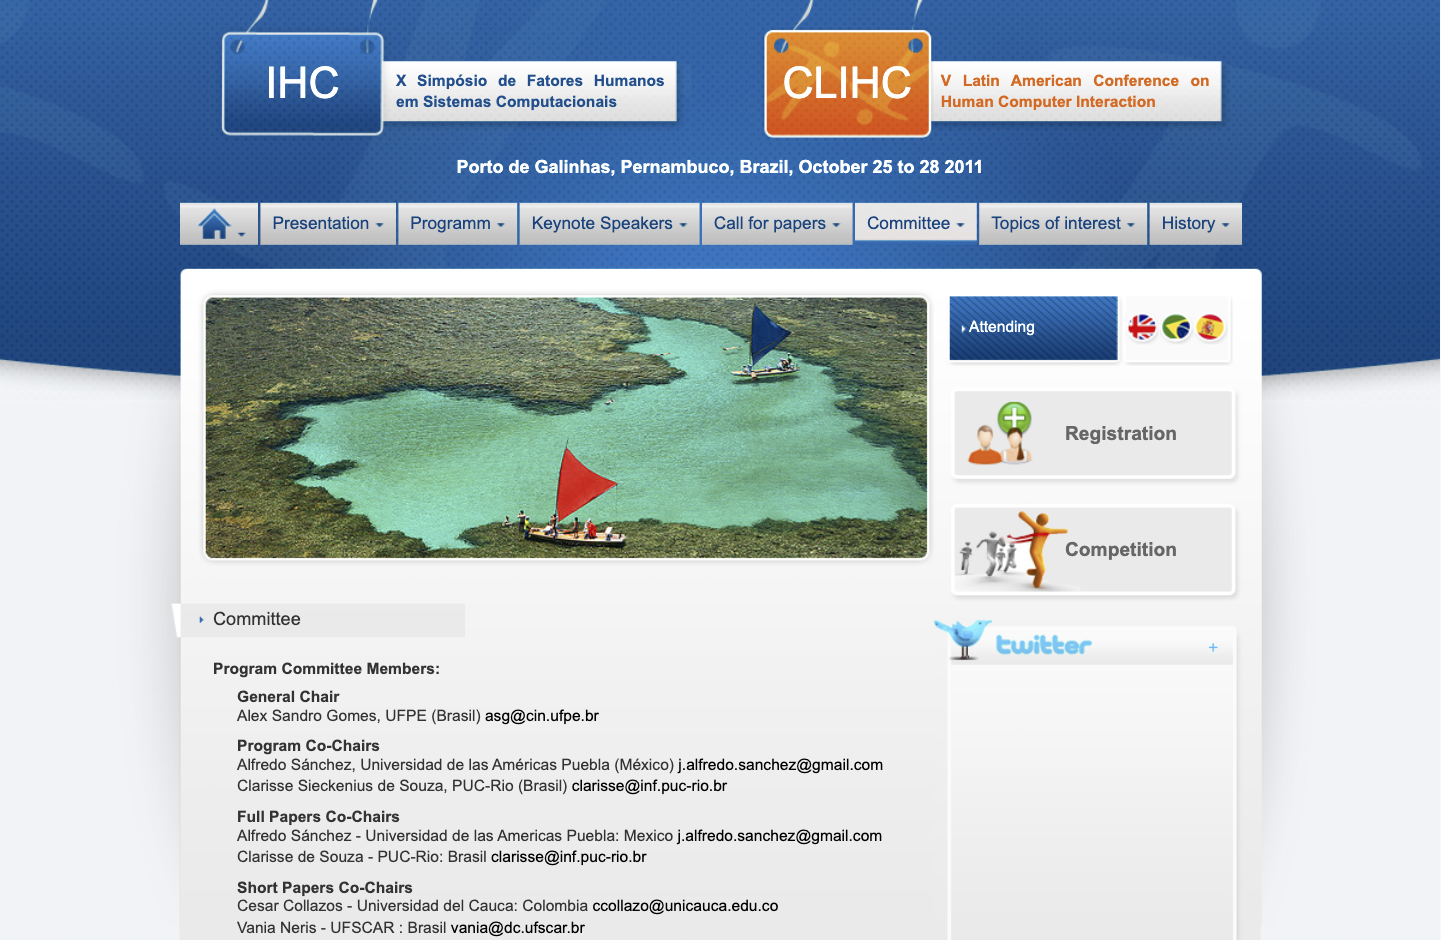 IHC
X Simpósio de Fatores Humanos
em Sistemas Computacionais
CLIHC
V Latin American Conference on
Human Computer Interaction
Porto de Galinhas, Pernambuco, Brazil, October 25 to 28 2011
Presentation
Programm
Keynote Speakers
Call for papers
Committee
Topics of interest
History
Attending
Registration
Competition
twitter
+
Committee
Program Committee Members:
General Chair
Alex Sandro Gomes, UFPE (Brasil) asg@cin.ufpe.br
Program Co-Chairs
Alfredo Sánchez, Universidad de las Américas Puebla (México) j.alfredo.sanchez@gmail.com
Clarisse Sieckenius de Souza, PUC-Rio (Brasil) clarisse@inf.puc-rio.br
Full Papers Co-Chairs
Alfredo Sánchez - Universidad de las Americas Puebla: Mexico j.alfredo.sanchez@gmail.com
Clarisse de Souza - PUC-Rio: Brasil clarisse@inf.puc-rio.br
Short Papers Co-Chairs
Cesar Collazos - Universidad del Cauca: Colombia ccollazo@unicauca.edu.co
Vania Neris - UFSCAR : Brasil vania@dc.ufscar.br